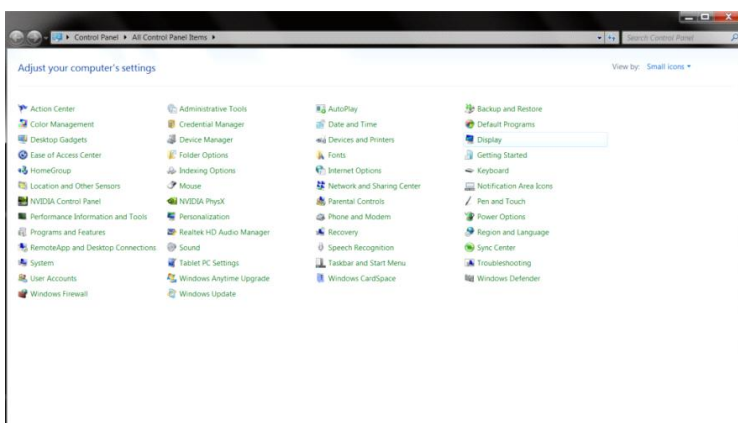 Control Panel ▸ All Control Panel Items ▸ Search Control Panel
Adjust your computer's settings View by: Small icons
Action Center Administrative Tools AutoPlay Backup and Restore
Color Management Credential Manager Date and Time Default Programs
Desktop Gadgets Device Manager Devices and Printers Display
Ease of Access Center Folder Options Fonts Getting Started
HomeGroup Indexing Options Internet Options Keyboard
Location and Other Sensors Mouse Network and Sharing Center Notification Area Icons
NVIDIA Control Panel NVIDIA PhysX Parental Controls Pen and Touch
Performance Information and Tools Personalization Phone and Modem Power Options
Programs and Features Realtek HD Audio Manager Recovery Region and Language
RemoteApp and Desktop Connections Sound Speech Recognition Sync Center
System Tablet PC Settings Taskbar and Start Menu Troubleshooting
User Accounts Windows Anytime Upgrade Windows CardSpace Windows Defender
Windows Firewall Windows Update